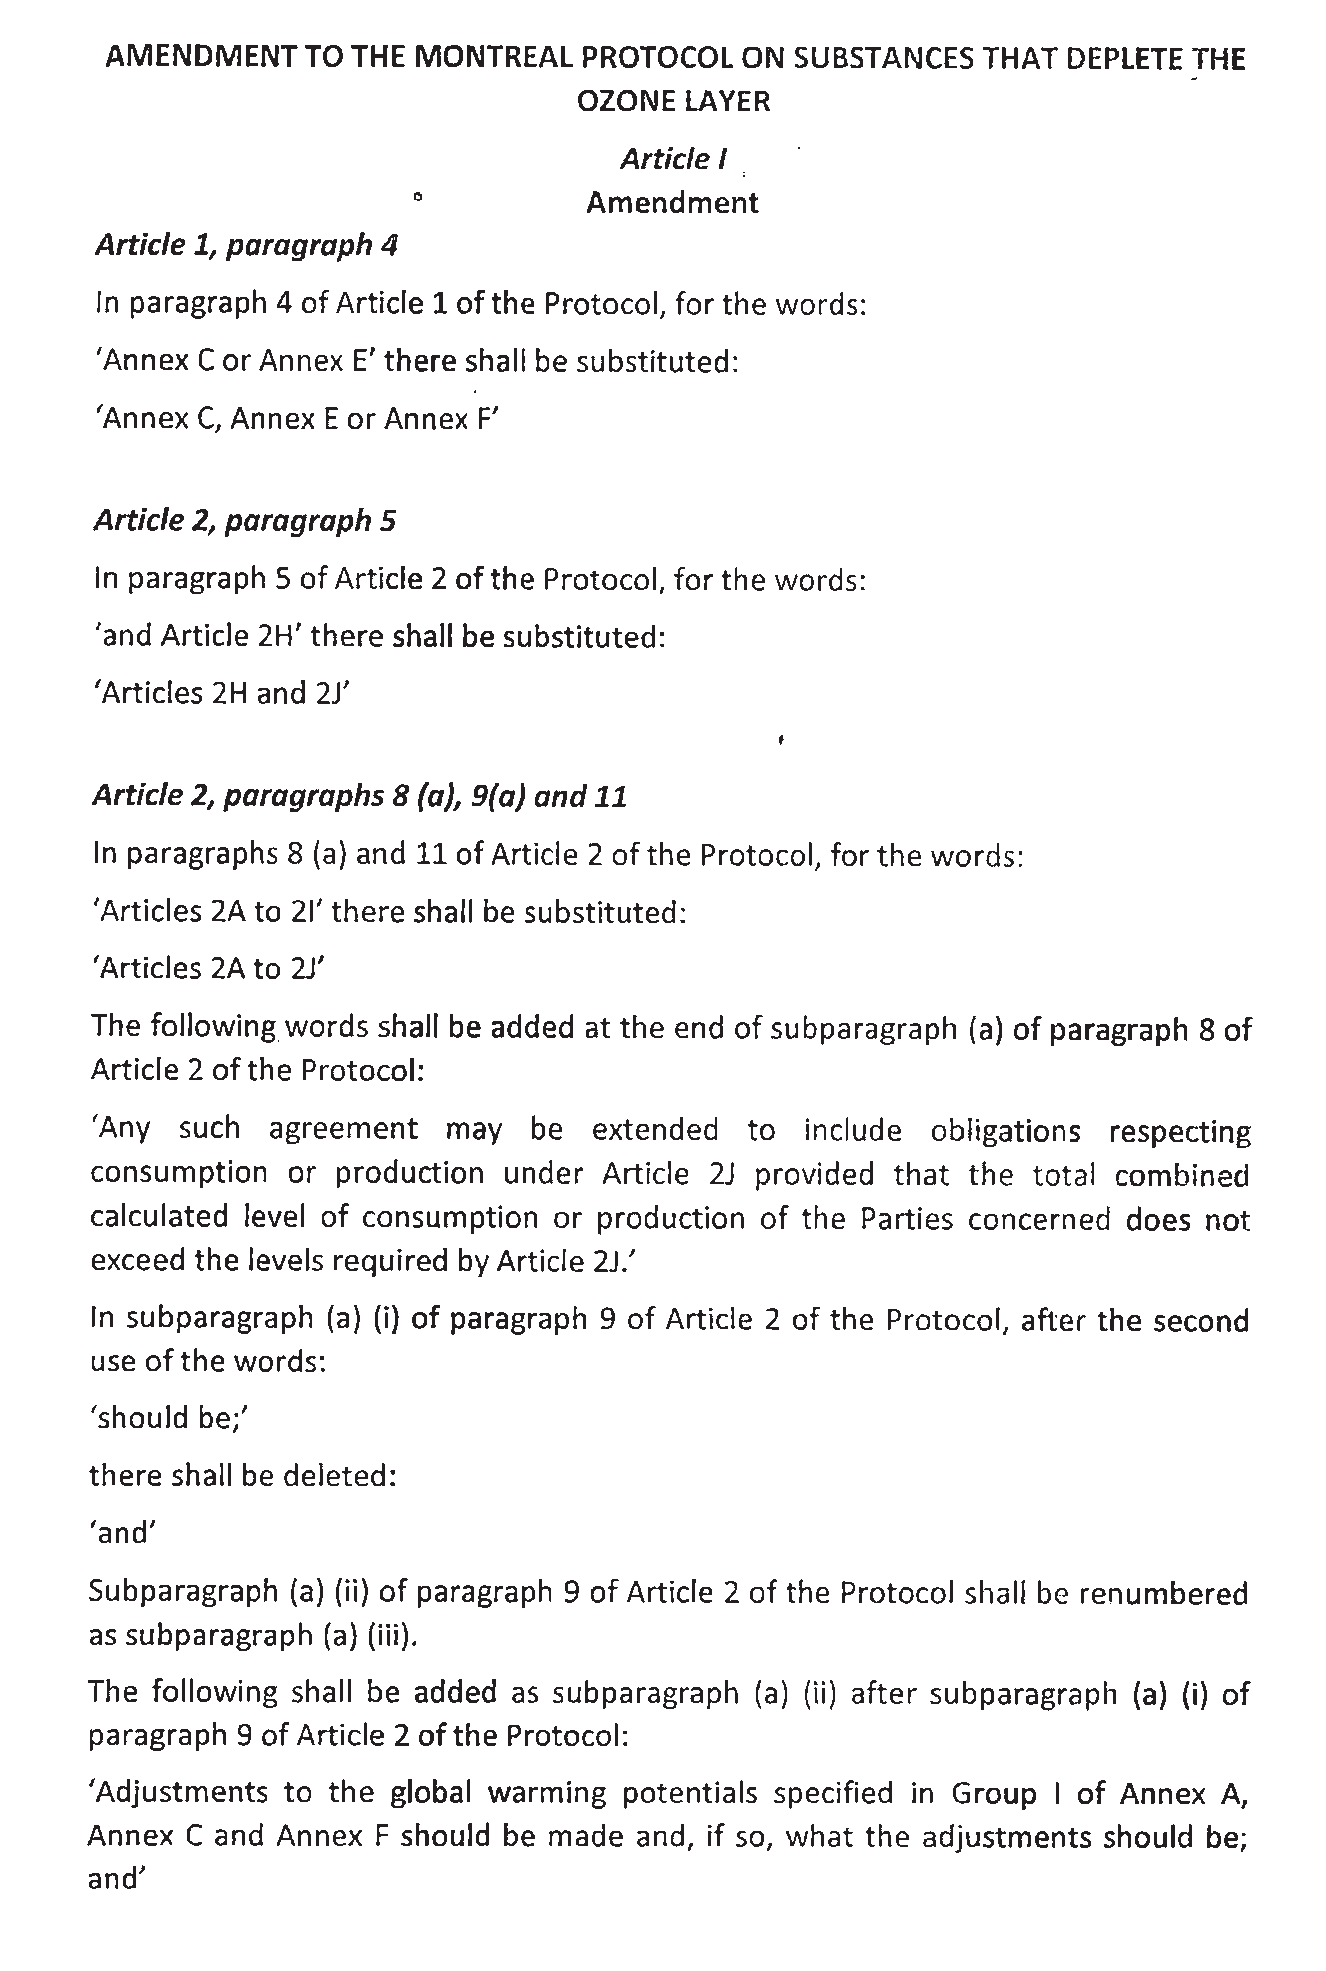 AMENDMENT TO THE MONTREAL PROTOCOL ON SUBSTANCES THAT DEPLETE THE
OZONE LAYER
Article I
Amendment
Article 1, paragraph 4
In paragraph 4 of Article 1 of the Protocol, for the words:
'Annex C or Annex E' there shall be substituted:
'Annex C, Annex E or Annex F'
Article 2, paragraph 5
In paragraph 5 of Article 2 of the Protocol, for the words:
'and Article 2H' there shall be substituted:
'Articles 2H and 2J'
Article 2, paragraphs 8 (a), 9(a) and 11
In paragraphs 8 (a) and 11 of Article 2 of the Protocol, for the words:
'Articles 2A to 2I' there shall be substituted:
'Articles 2A to 2J'
The following words shall be added at the end of subparagraph (a) of paragraph 8 of
Article 2 of the Protocol:
'Any such agreement may be extended to include obligations respecting
consumption or production under Article 2J provided that the total combined
calculated level of consumption or production of the Parties concerned does not
exceed the levels required by Article 2J.'
In subparagraph (a) (i) of paragraph 9 of Article 2 of the Protocol, after the second
use of the words:
'should be;'
there shall be deleted:
'and'
Subparagraph (a) (ii) of paragraph 9 of Article 2 of the Protocol shall be renumbered
as subparagraph (a) (iii).
The following shall be added as subparagraph (a) (ii) after subparagraph (a) (i) of
paragraph 9 of Article 2 of the Protocol:
'Adjustments to the global warming potentials specified in Group I of Annex A,
Annex C and Annex F should be made and, if so, what the adjustments should be;
and'